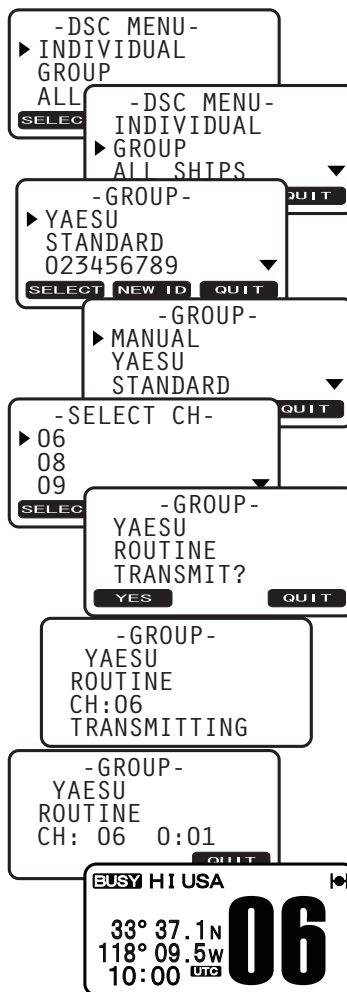 -DSC MENU-
INDIVIDUAL
GROUP
ALL
-DSC MENU-
INDIVIDUAL
GROUP
ALL SHIPS
QUIT
-GROUP-
YAESU
STANDARD
023456789
SELECT NEW ID QUIT
-GROUP-
MANUAL
YAESU
STANDARD
QUIT
-SELECT CH-
06
08
09
-GROUP-
YAESU
ROUTINE
TRANSMIT?
YES QUIT
-GROUP-
YAESU
ROUTINE
CH:06
TRANSMITTING
-GROUP-
YAESU
ROUTINE
CH: 06 0:01
QUIT
BUSY HI USA
33° 37.1N
118° 09.5W
10:00 UTC
06